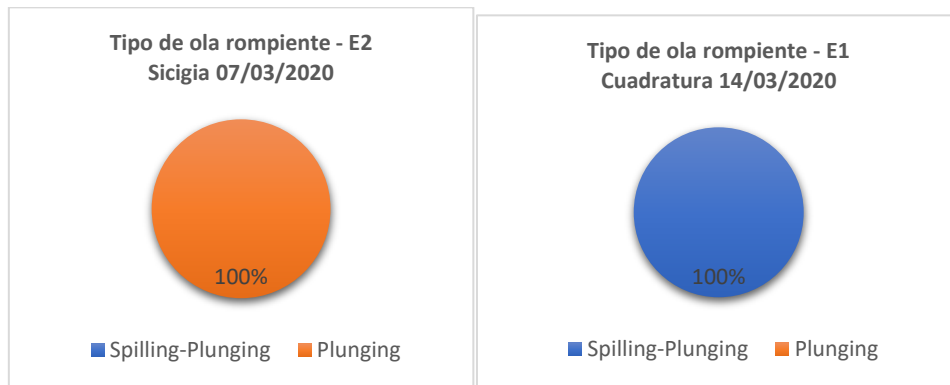 Tipo de ola rompiente - E2
Sicigia 07/03/2020
100%
Spilling-Plunging Plunging
Tipo de ola rompiente - E1
Cuadratura 14/03/2020
100%
Spilling-Plunging Plunging